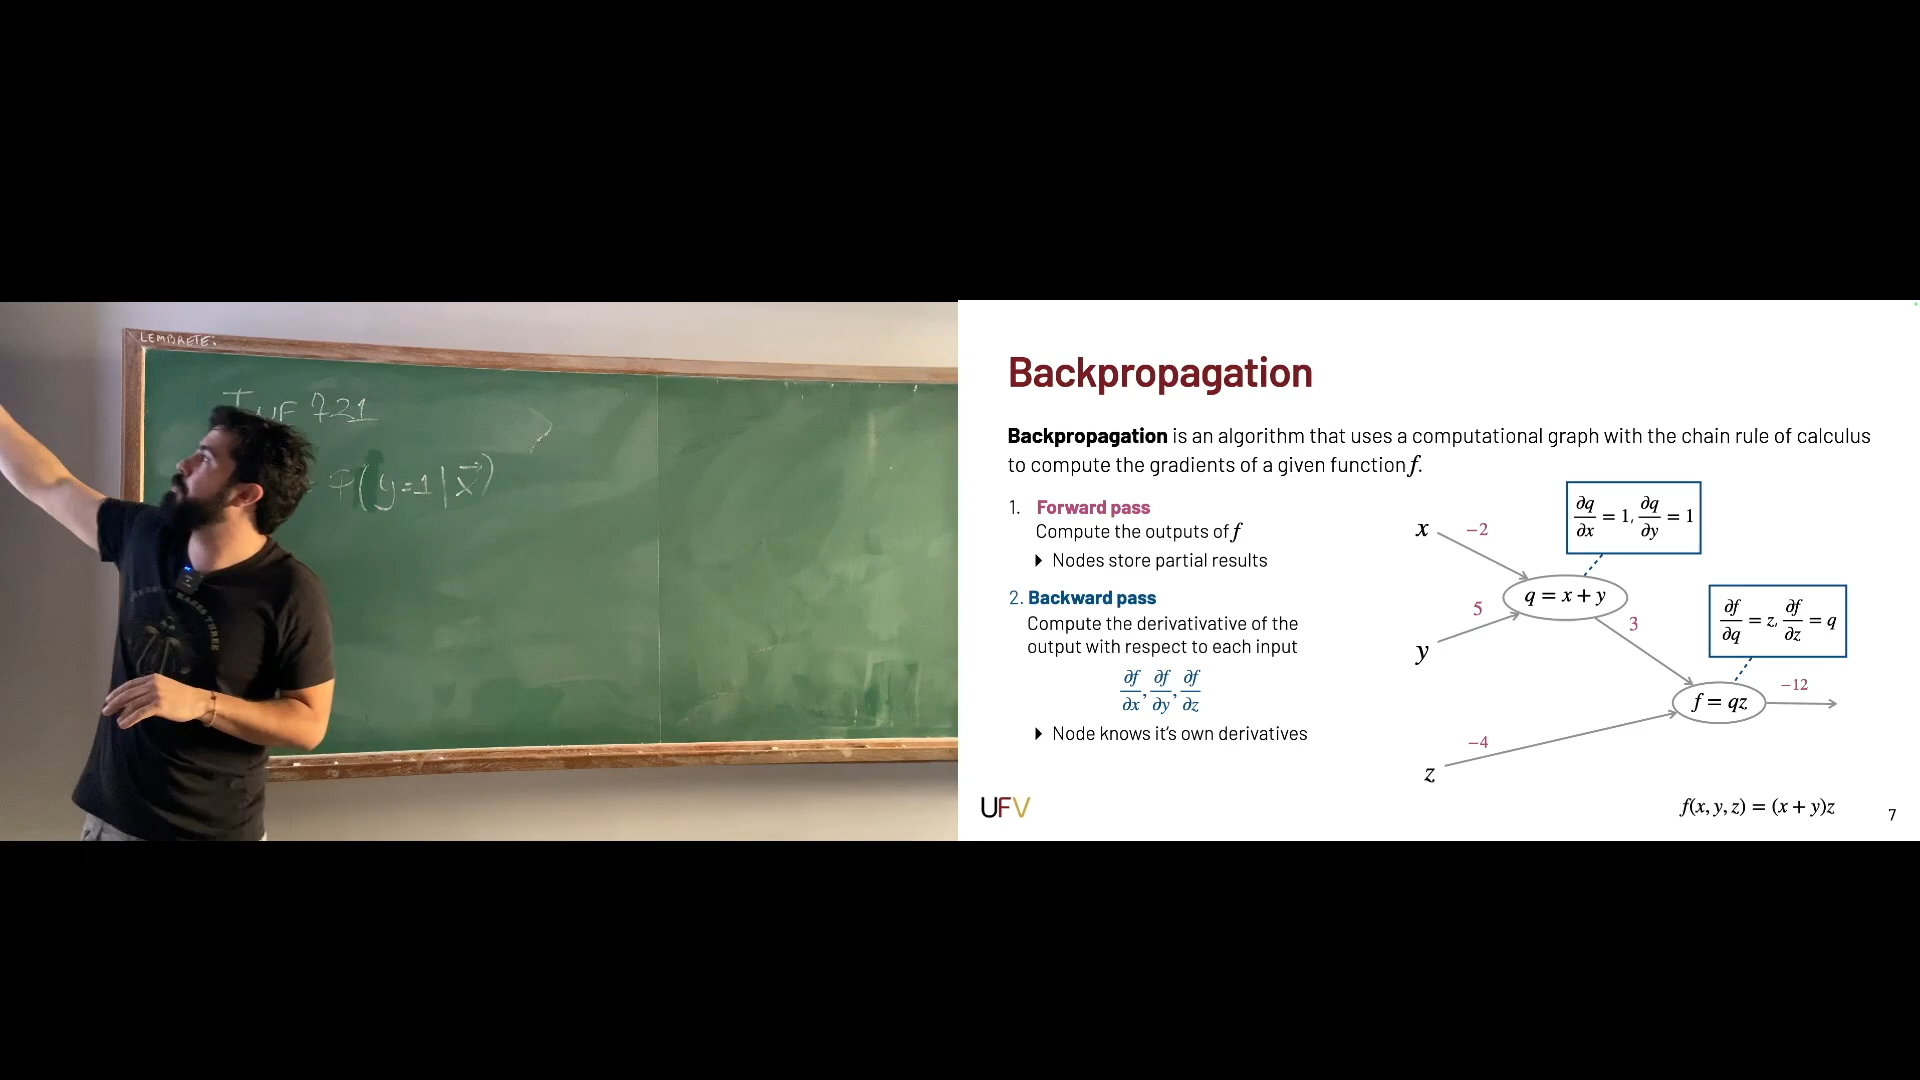 LEMBRETE:
INF 721
P(y=1|x⃗)
Backpropagation
Backpropagation is an algorithm that uses a computational graph with the chain rule of calculus
to compute the gradients of a given function f.
1. Forward pass
Compute the outputs of f
Nodes store partial results
2. Backward pass
Compute the derivativative of the
output with respect to each input
∂f/∂x, ∂f/∂y, ∂f/∂z
Node knows it's own derivatives
x
−2
∂q/∂x = 1, ∂q/∂y = 1
q = x + y
5
y
3
∂f/∂q = z, ∂f/∂z = q
f = qz
−12
−4
z
UFV
f(x, y, z) = (x + y)z
7